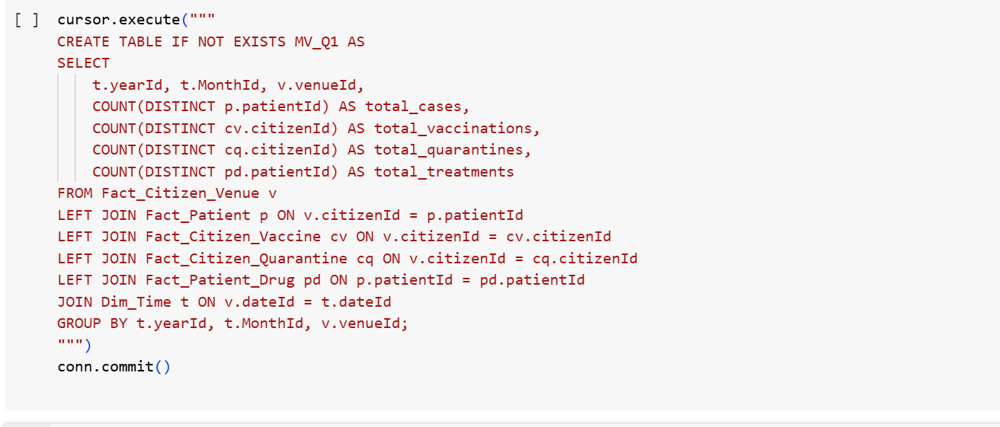 [ ] cursor.execute("""
CREATE TABLE IF NOT EXISTS MV_Q1 AS
SELECT
    t.yearId, t.MonthId, v.venueId,
    COUNT(DISTINCT p.patientId) AS total_cases,
    COUNT(DISTINCT cv.citizenId) AS total_vaccinations,
    COUNT(DISTINCT cq.citizenId) AS total_quarantines,
    COUNT(DISTINCT pd.patientId) AS total_treatments
FROM Fact_Citizen_Venue v
LEFT JOIN Fact_Patient p ON v.citizenId = p.patientId
LEFT JOIN Fact_Citizen_Vaccine cv ON v.citizenId = cv.citizenId
LEFT JOIN Fact_Citizen_Quarantine cq ON v.citizenId = cq.citizenId
LEFT JOIN Fact_Patient_Drug pd ON p.patientId = pd.patientId
JOIN Dim_Time t ON v.dateId = t.dateId
GROUP BY t.yearId, t.MonthId, v.venueId;
""")
conn.commit()